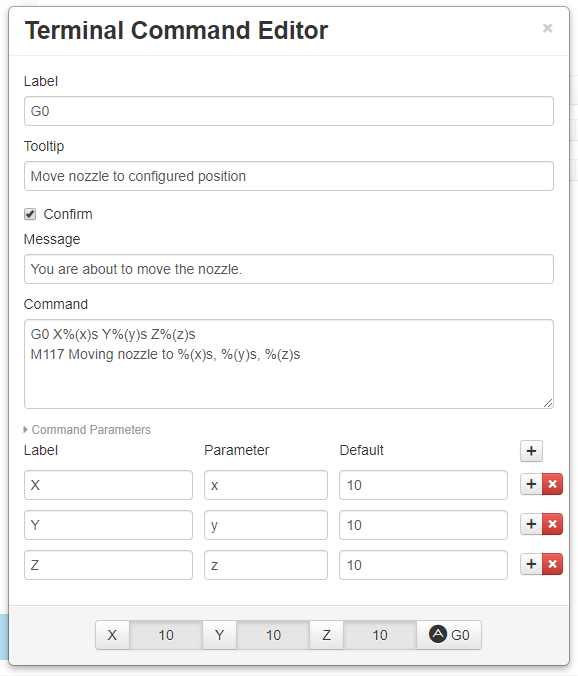 Terminal Command Editor ×
Label
G0
Tooltip
Move nozzle to configured position
Confirm
Message
You are about to move the nozzle.
Command
G0 X%(x)s Y%(y)s Z%(z)s
M117 Moving nozzle to %(x)s, %(y)s, %(z)s
Command Parameters
Label Parameter Default +
X x 10 + ×
Y y 10 + ×
Z z 10 + ×
X 10 Y 10 Z 10 G0